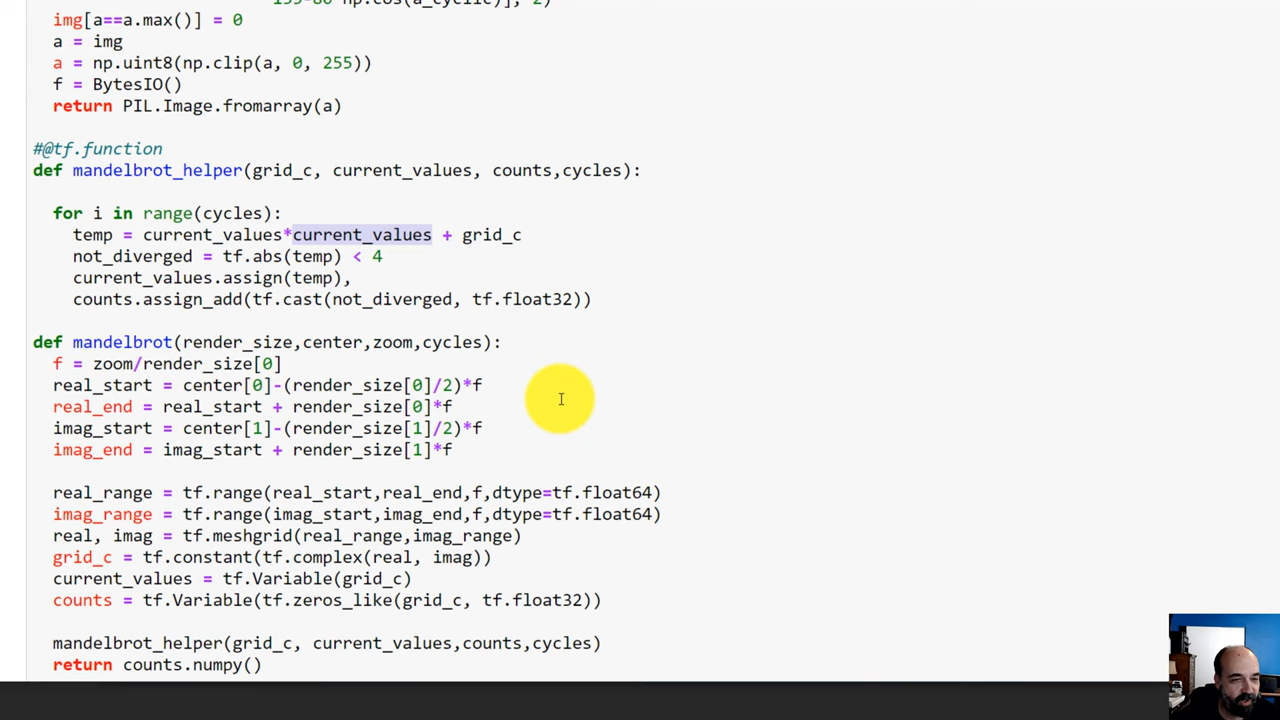 np.cos(a_cyclic)], 2)
img[a==a.max()] = 0
a = img
a = np.uint8(np.clip(a, 0, 255))
f = BytesIO()
return PIL.Image.fromarray(a)
#@tf.function
def mandelbrot_helper(grid_c, current_values, counts,cycles):
for i in range(cycles):
temp = current_values*current_values + grid_c
not_diverged = tf.abs(temp) < 4
current_values.assign(temp),
counts.assign_add(tf.cast(not_diverged, tf.float32))
def mandelbrot(render_size,center,zoom,cycles):
f = zoom/render_size[0]
real_start = center[0]-(render_size[0]/2)*f
real_end = real_start + render_size[0]*f
imag_start = center[1]-(render_size[1]/2)*f
imag_end = imag_start + render_size[1]*f
real_range = tf.range(real_start,real_end,f,dtype=tf.float64)
imag_range = tf.range(imag_start,imag_end,f,dtype=tf.float64)
real, imag = tf.meshgrid(real_range,imag_range)
grid_c = tf.constant(tf.complex(real, imag))
current_values = tf.Variable(grid_c)
counts = tf.Variable(tf.zeros_like(grid_c, tf.float32))
mandelbrot_helper(grid_c, current_values,counts,cycles)
return counts.numpy()